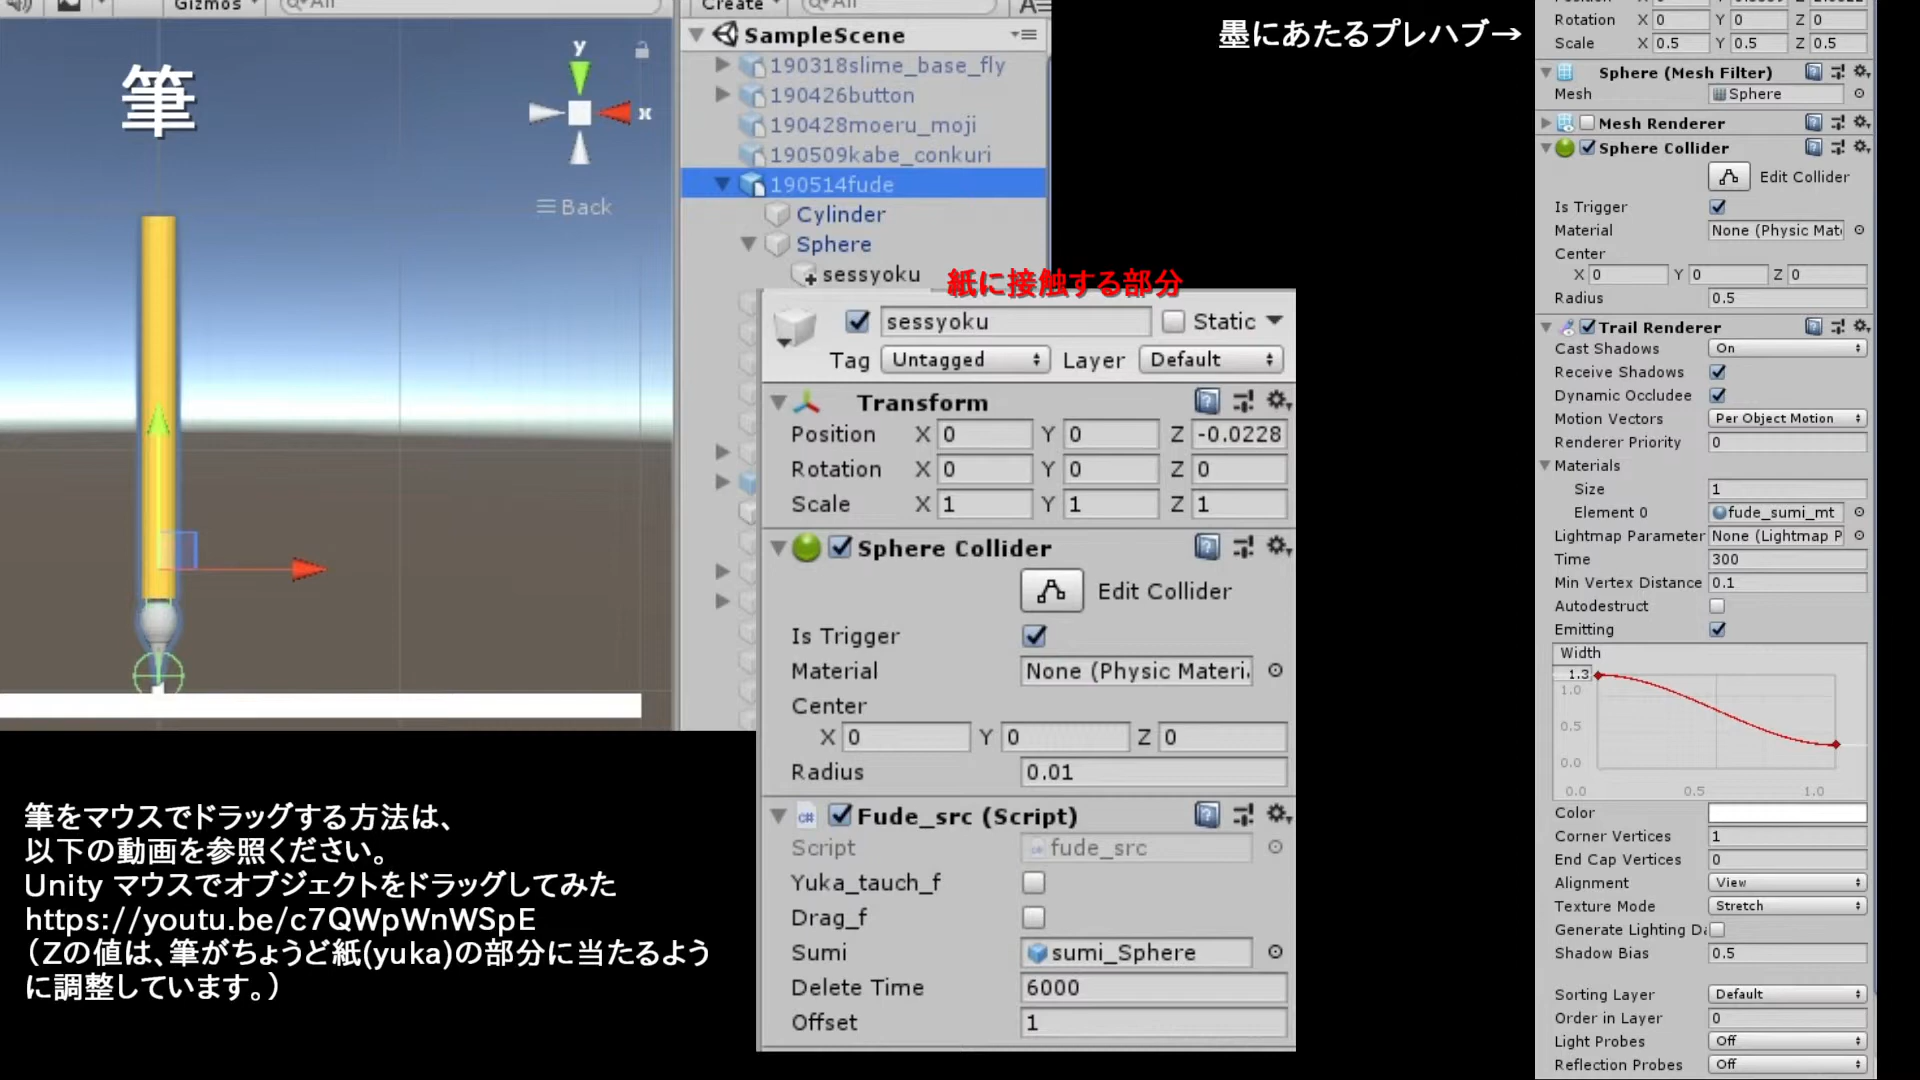 Gizmos
All
筆
y
x
Back
Create
All
SampleScene
190318slime_base_fly
190426button
190428moeru_moji
190509kabe_conkuri
190514fude
Cylinder
Sphere
sessyoku
紙に接触する部分
sessyoku
Static
Tag Untagged Layer Default
Transform
Position X 0 Y 0 Z -0.0228
Rotation X 0 Y 0 Z 0
Scale X 1 Y 1 Z 1
Sphere Collider
Edit Collider
Is Trigger
Material None (Physic Materi
Center
X 0 Y 0 Z 0
Radius 0.01
Fude_src (Script)
Script fude_src
Yuka_tauch_f
Drag_f
Sumi sumi_Sphere
Delete Time 6000
Offset 1
筆をマウスでドラッグする方法は、
以下の動画を参照ください。
Unity マウスでオブジェクトをドラッグしてみた
https://youtu.be/c7QWpWnWSpE
(Zの値は、筆がちょうど紙(yuka)の部分に当たるよう
に調整しています。)
墨にあたるプレハブ→
Rotation X 0 Y 0 Z 0
Scale X 0.5 Y 0.5 Z 0.5
Sphere (Mesh Filter)
Mesh Sphere
Mesh Renderer
Sphere Collider
Edit Collider
Is Trigger
Material None (Physic Mate
Center
X 0 Y 0 Z 0
Radius 0.5
Trail Renderer
Cast Shadows On
Receive Shadows
Dynamic Occludee
Motion Vectors Per Object Motion
Renderer Priority 0
Materials
Size 1
Element 0 fude_sumi_mt
Lightmap Parameter None (Lightmap P
Time 300
Min Vertex Distance 0.1
Autodestruct
Emitting
Width
1.3
1.0
0.5
0.0
0.0 0.5 1.0
Color
Corner Vertices 1
End Cap Vertices 0
Alignment View
Texture Mode Stretch
Generate Lighting Da
Shadow Bias 0.5
Sorting Layer Default
Order in Layer 0
Light Probes Off
Reflection Probes Off